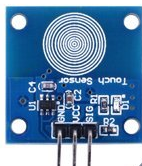 Touch Sensor
C4
U1
GND
VCC
SIG
C2
R1
D1
R2